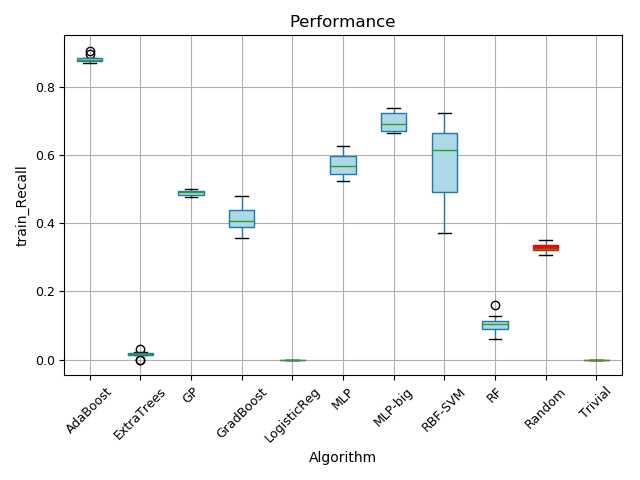 Performance
train_Recall
0.8
0.6
0.4
0.2
0.0
AdaBoost
ExtraTrees
GP
GradBoost
LogisticReg
MLP
MLP-big
RBF-SVM
RF
Random
Trivial
Algorithm